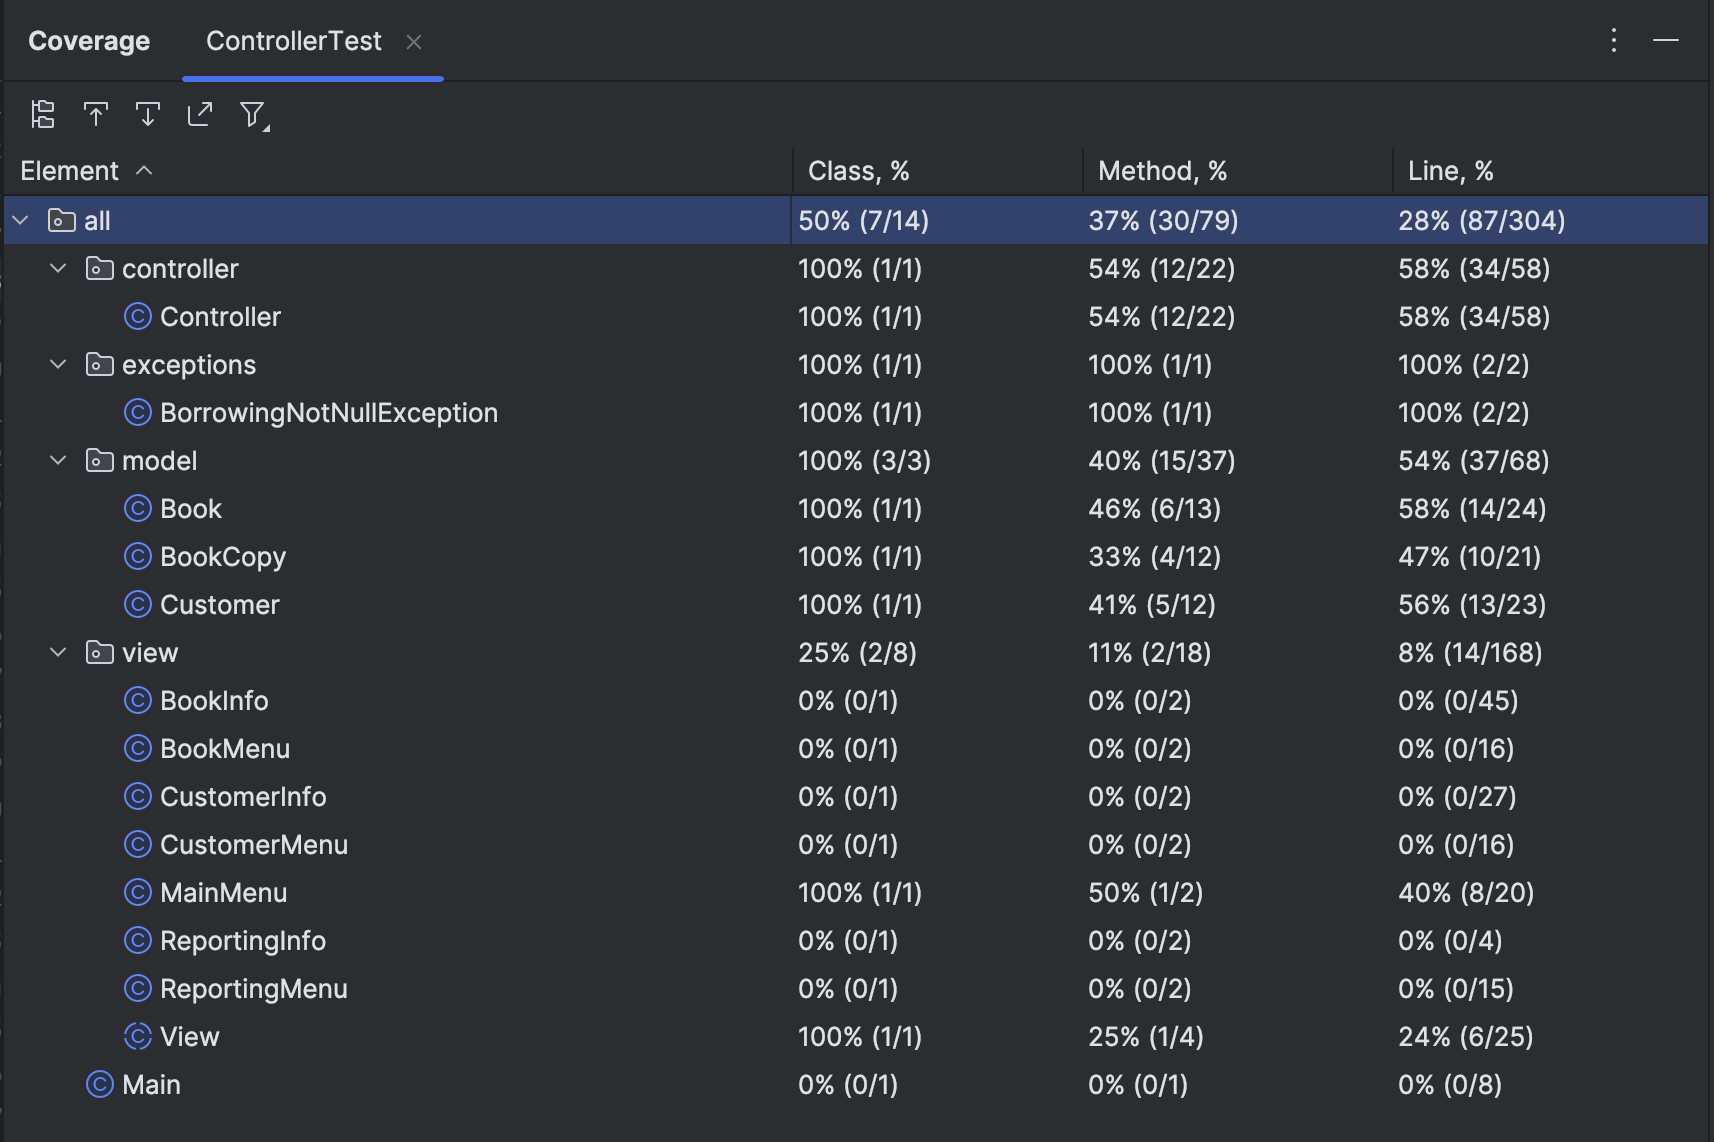 Coverage ControllerTest
Element Class, % Method, % Line, %
all 50% (7/14) 37% (30/79) 28% (87/304)
controller 100% (1/1) 54% (12/22) 58% (34/58)
C Controller 100% (1/1) 54% (12/22) 58% (34/58)
exceptions 100% (1/1) 100% (1/1) 100% (2/2)
C BorrowingNotNullException 100% (1/1) 100% (1/1) 100% (2/2)
model 100% (3/3) 40% (15/37) 54% (37/68)
C Book 100% (1/1) 46% (6/13) 58% (14/24)
C BookCopy 100% (1/1) 33% (4/12) 47% (10/21)
C Customer 100% (1/1) 41% (5/12) 56% (13/23)
view 25% (2/8) 11% (2/18) 8% (14/168)
C BookInfo 0% (0/1) 0% (0/2) 0% (0/45)
C BookMenu 0% (0/1) 0% (0/2) 0% (0/16)
C CustomerInfo 0% (0/1) 0% (0/2) 0% (0/27)
C CustomerMenu 0% (0/1) 0% (0/2) 0% (0/16)
C MainMenu 100% (1/1) 50% (1/2) 40% (8/20)
C ReportingInfo 0% (0/1) 0% (0/2) 0% (0/4)
C ReportingMenu 0% (0/1) 0% (0/2) 0% (0/15)
C View 100% (1/1) 25% (1/4) 24% (6/25)
C Main 0% (0/1) 0% (0/1) 0% (0/8)